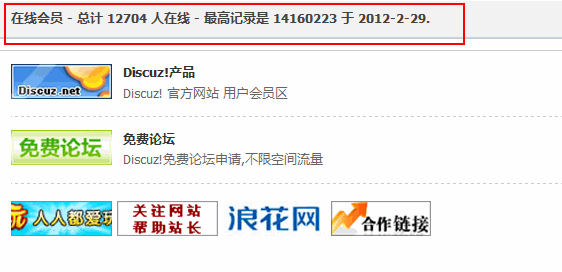 在线会员 - 总计 12704 人在线 - 最高记录是 14160223 于 2012-2-29.
Discuz.net
Discuz!产品
Discuz! 官方网站 用户会员区
免费论坛
免费论坛
Discuz!免费论坛申请,不限空间流量
玩 人人都爱玩
关注网站
帮助站长
浪花网
合作链接